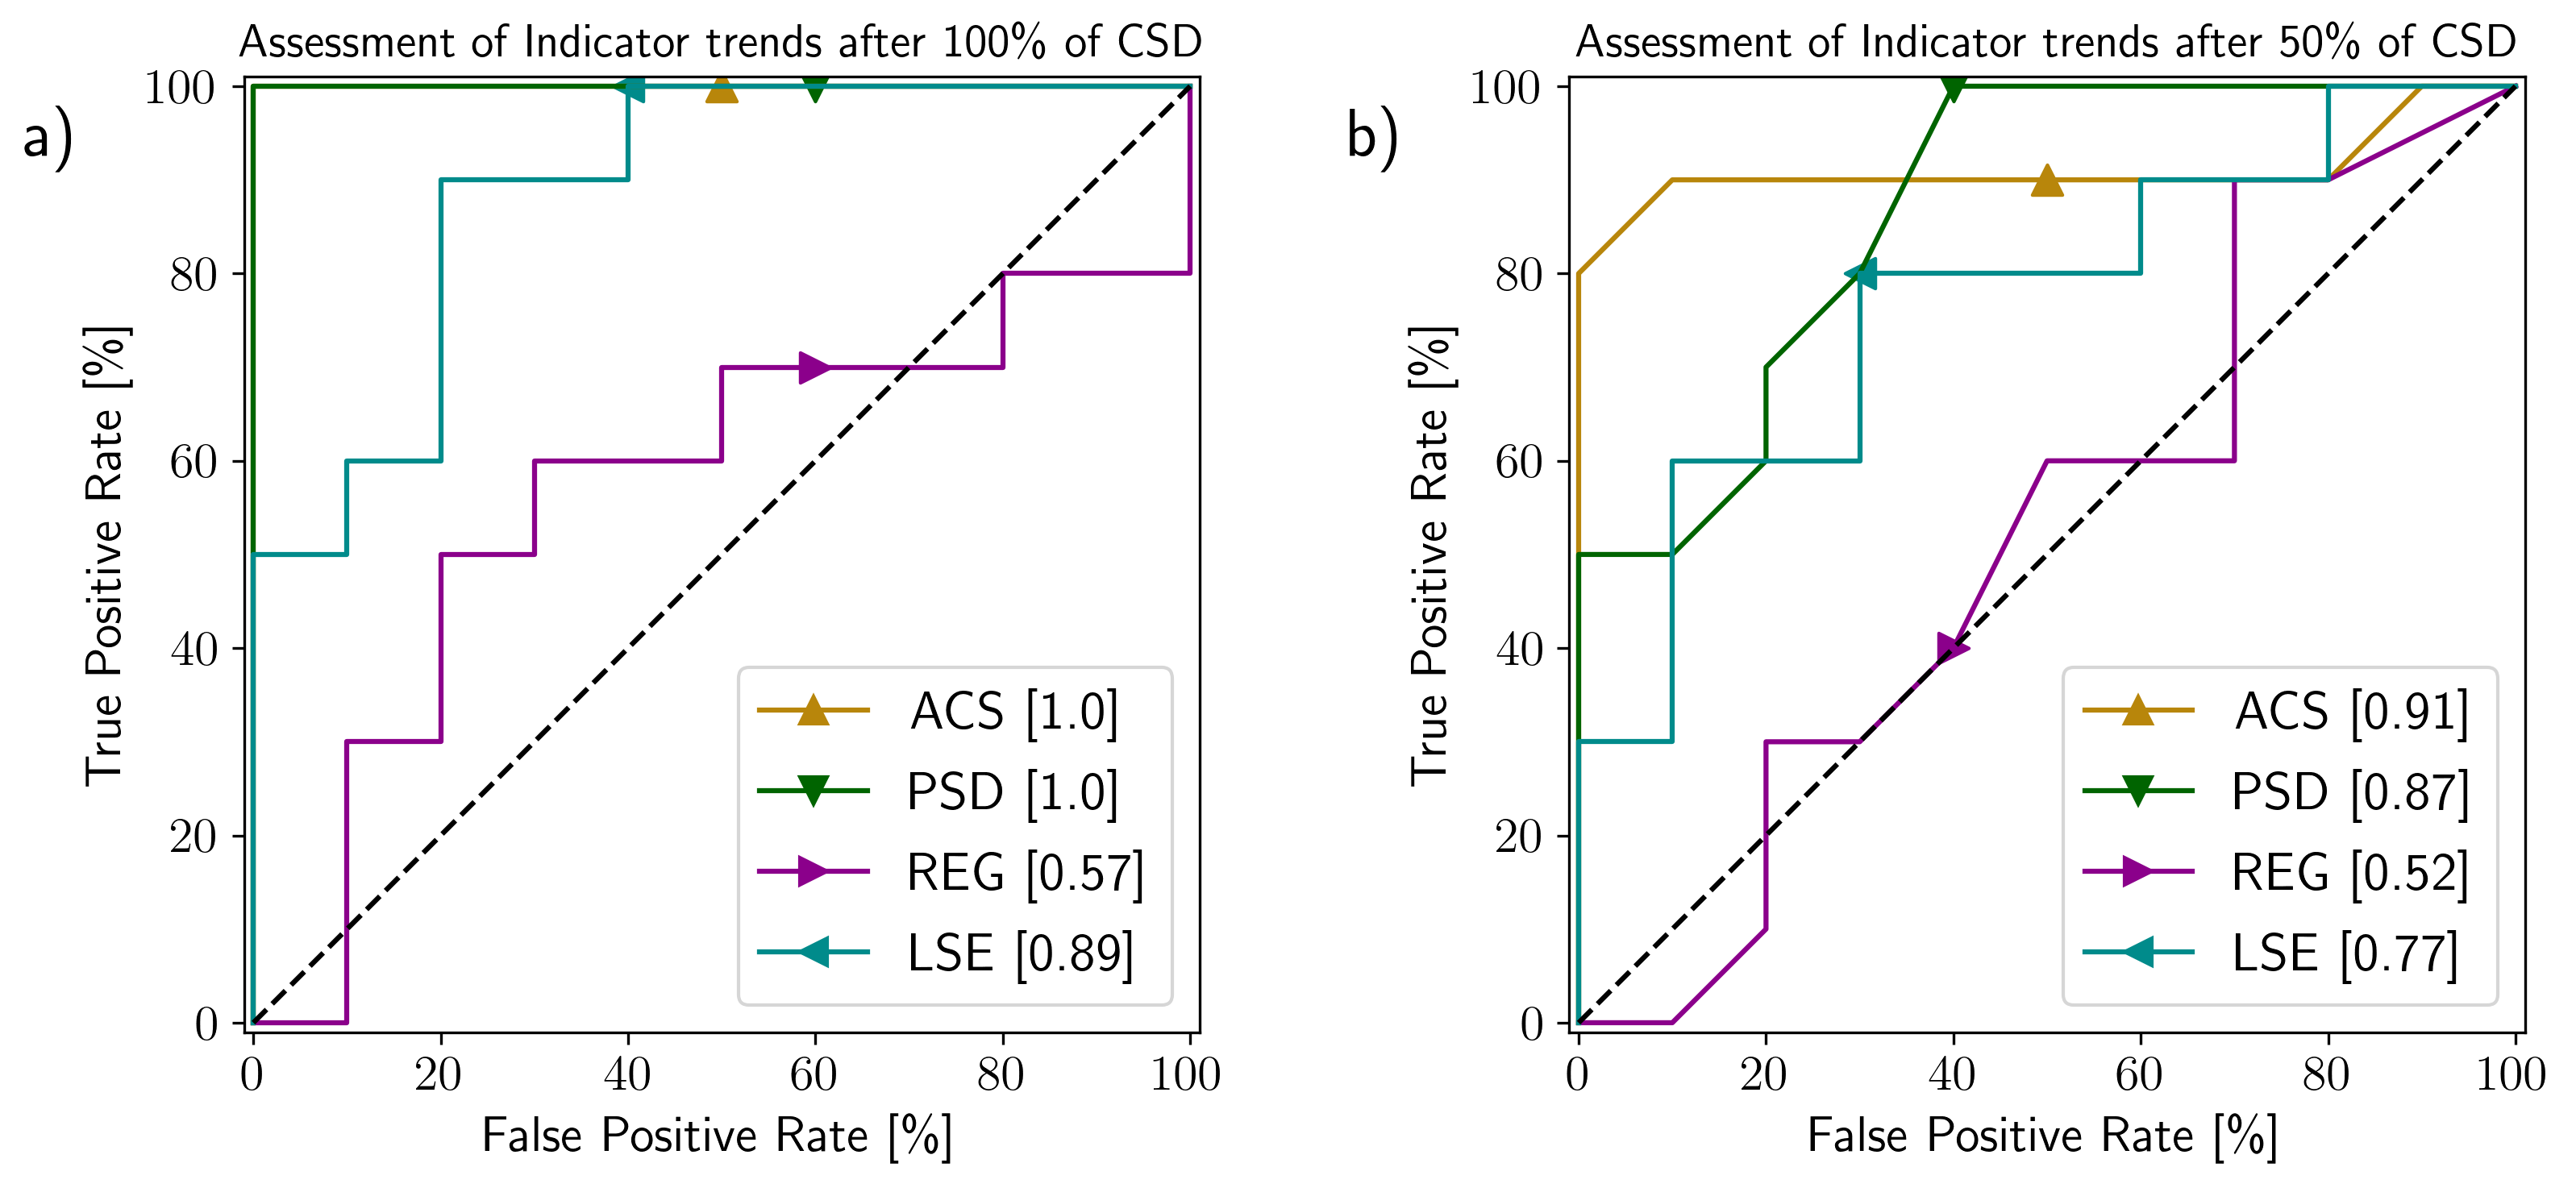 Assessment of Indicator trends after 100% of CSD
a)
100
80
60
40
20
0
True Positive Rate [%]
0 20 40 60 80 100
False Positive Rate [%]
ACS [1.0]
PSD [1.0]
REG [0.57]
LSE [0.89]
Assessment of Indicator trends after 50% of CSD
b)
100
80
60
40
20
0
True Positive Rate [%]
0 20 40 60 80 100
False Positive Rate [%]
ACS [0.91]
PSD [0.87]
REG [0.52]
LSE [0.77]